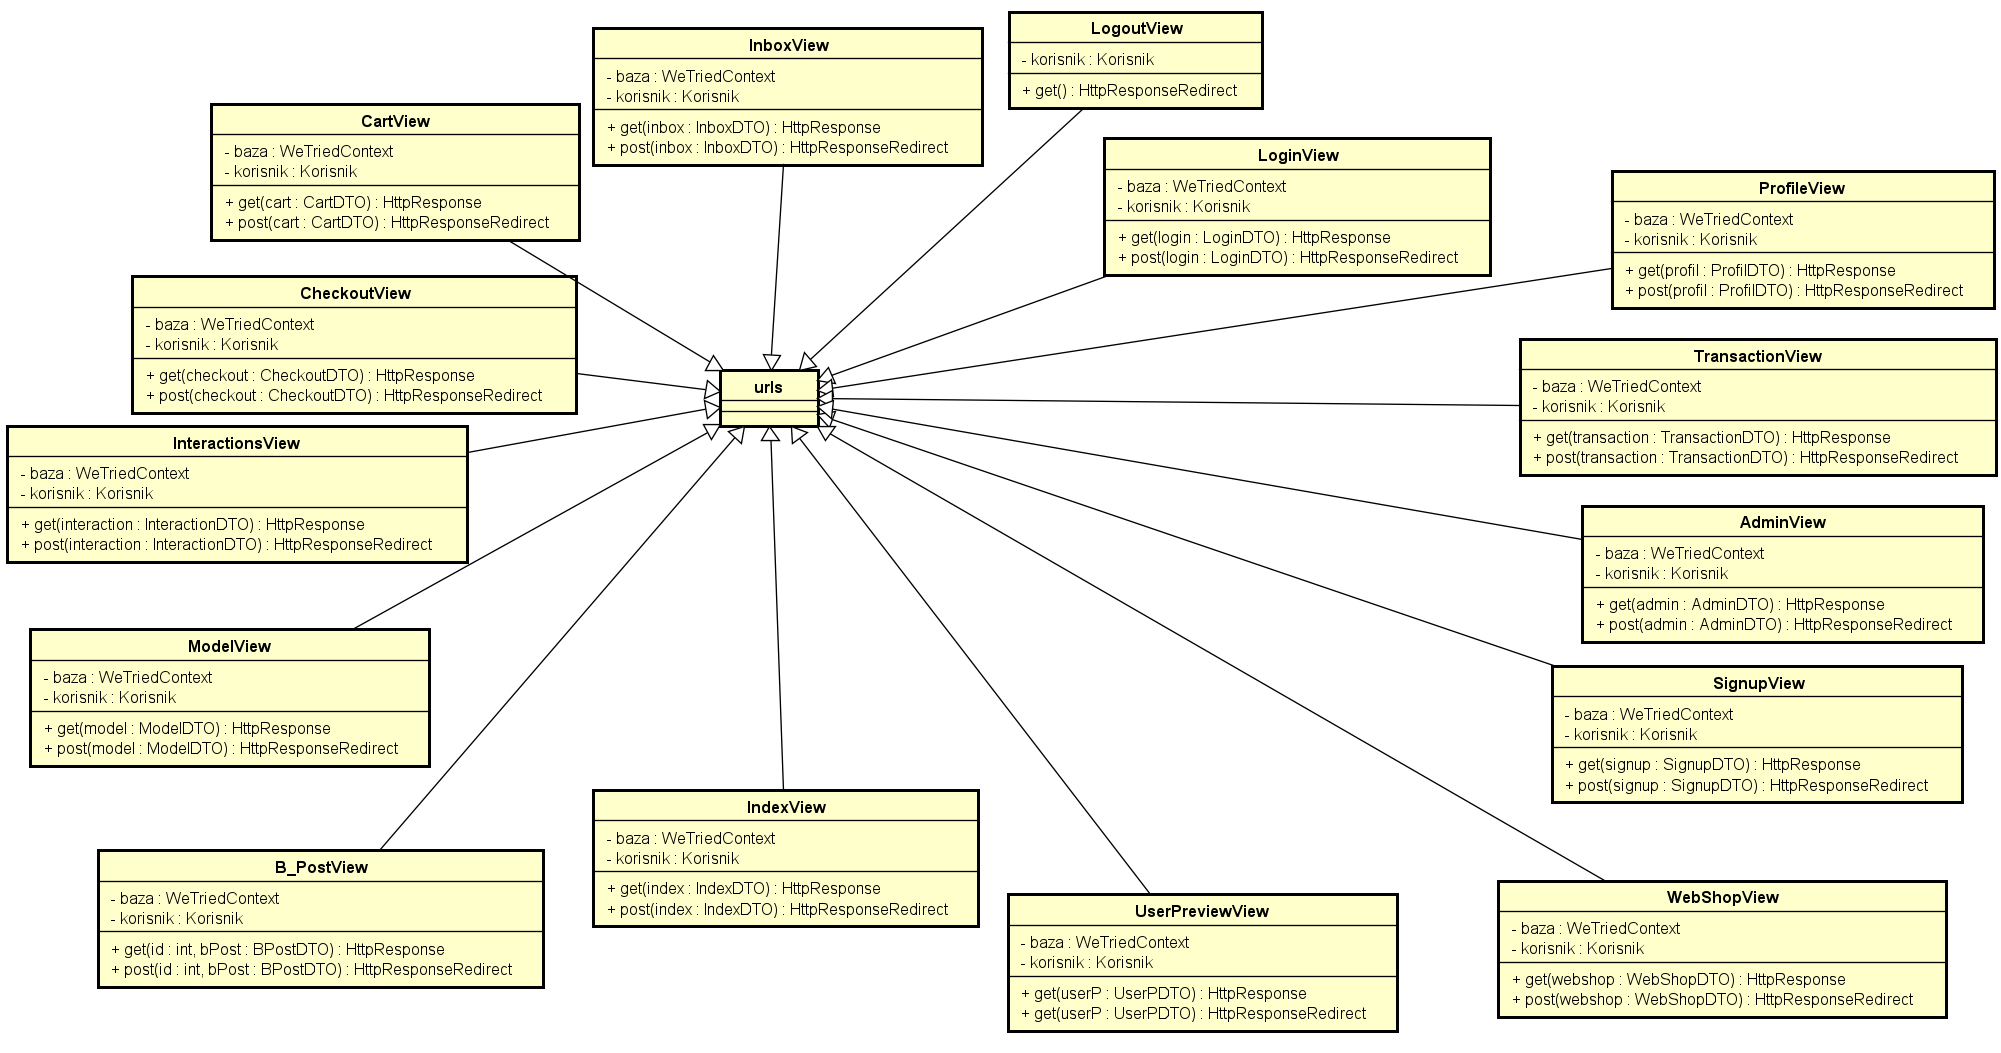 LogoutView
- korisnik : Korisnik
+ get() : HttpResponseRedirect
InboxView
- baza : WeTriedContext
- korisnik : Korisnik
+ get(inbox : InboxDTO) : HttpResponse
+ post(inbox : InboxDTO) : HttpResponseRedirect
CartView
- baza : WeTriedContext
- korisnik : Korisnik
+ get(cart : CartDTO) : HttpResponse
+ post(cart : CartDTO) : HttpResponseRedirect
LoginView
- baza : WeTriedContext
- korisnik : Korisnik
+ get(login : LoginDTO) : HttpResponse
+ post(login : LoginDTO) : HttpResponseRedirect
ProfileView
- baza : WeTriedContext
- korisnik : Korisnik
+ get(profil : ProfilDTO) : HttpResponse
+ post(profil : ProfilDTO) : HttpResponseRedirect
CheckoutView
- baza : WeTriedContext
- korisnik : Korisnik
+ get(checkout : CheckoutDTO) : HttpResponse
+ post(checkout : CheckoutDTO) : HttpResponseRedirect
urls
TransactionView
- baza : WeTriedContext
- korisnik : Korisnik
+ get(transaction : TransactionDTO) : HttpResponse
+ post(transaction : TransactionDTO) : HttpResponseRedirect
InteractionsView
- baza : WeTriedContext
- korisnik : Korisnik
+ get(interaction : InteractionDTO) : HttpResponse
+ post(interaction : InteractionDTO) : HttpResponseRedirect
AdminView
- baza : WeTriedContext
- korisnik : Korisnik
+ get(admin : AdminDTO) : HttpResponse
+ post(admin : AdminDTO) : HttpResponseRedirect
ModelView
- baza : WeTriedContext
- korisnik : Korisnik
+ get(model : ModelDTO) : HttpResponse
+ post(model : ModelDTO) : HttpResponseRedirect
SignupView
- baza : WeTriedContext
- korisnik : Korisnik
+ get(signup : SignupDTO) : HttpResponse
+ post(signup : SignupDTO) : HttpResponseRedirect
IndexView
- baza : WeTriedContext
- korisnik : Korisnik
+ get(index : IndexDTO) : HttpResponse
+ post(index : IndexDTO) : HttpResponseRedirect
B_PostView
- baza : WeTriedContext
- korisnik : Korisnik
+ get(id : int, bPost : BPostDTO) : HttpResponse
+ post(id : int, bPost : BPostDTO) : HttpResponseRedirect
UserPreviewView
- baza : WeTriedContext
- korisnik : Korisnik
+ get(userP : UserPDTO) : HttpResponse
+ get(userP : UserPDTO) : HttpResponseRedirect
WebShopView
- baza : WeTriedContext
- korisnik : Korisnik
+ get(webshop : WebShopDTO) : HttpResponse
+ post(webshop : WebShopDTO) : HttpResponseRedirect